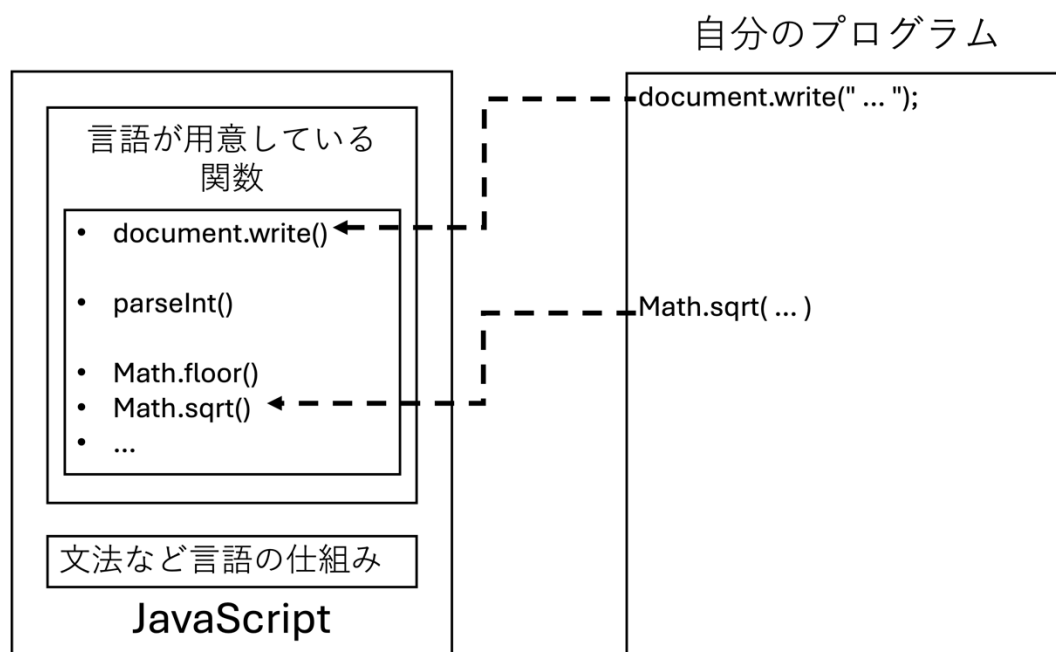 自分のプログラム
document.write(" ... ");
言語が用意している
関数
• document.write()
• parseInt()
Math.sqrt( ... )
• Math.floor()
• Math.sqrt()
• ...
文法など言語の仕組み
JavaScript